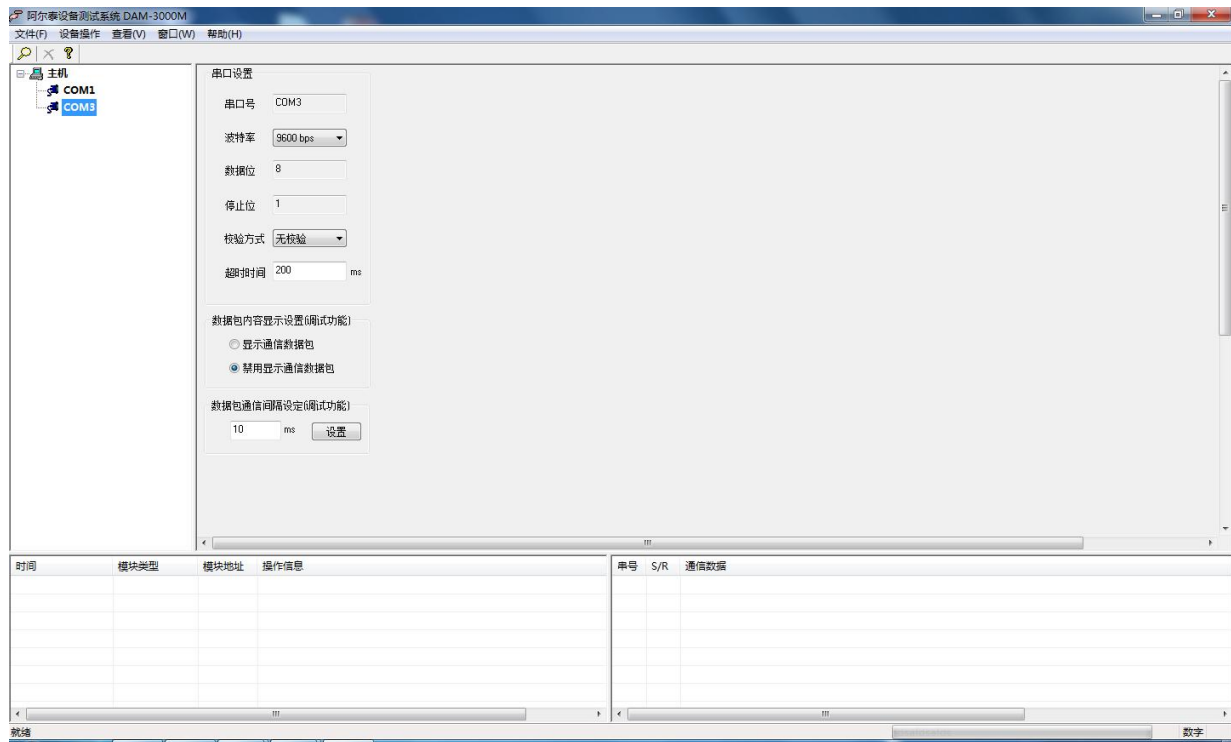 阿尔泰设备测试系统 DAM-3000M
文件(F) 设备操作 查看(V) 窗口(W) 帮助(H)
主机
COM1
COM3
串口设置
串口号 COM3
波特率 9600 bps
数据位 8
停止位 1
校验方式 无校验
超时时间 200 ms
数据包内容显示设置(调试功能)
显示通信数据包
禁用显示通信数据包
数据包通信间隔设定(调试功能)
10 ms 设置
时间 模块类型 模块地址 操作信息
串号 S/R 通信数据
就绪
数字